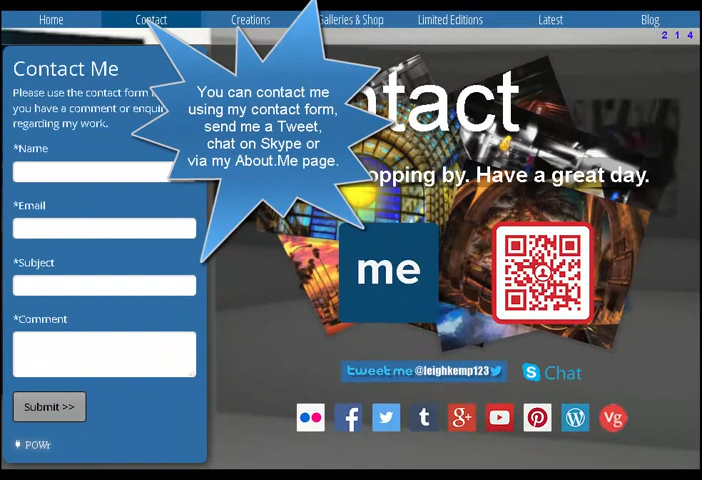 Home Contact Creations Galleries & Shop Limited Editions Latest Blog
2 1 4
Contact Me
Please use the contact form
you have a comment or
regarding my work.
*Name
*Email
*Subject
*Comment
Submit >>
POWr
You can contact me
using my contact form,
send me a Tweet,
chat on Skype or
via my About.Me page.
ntact
opping by. Have a great day.
me
tweet me @leighkemp123
Chat
f t g+ Vg